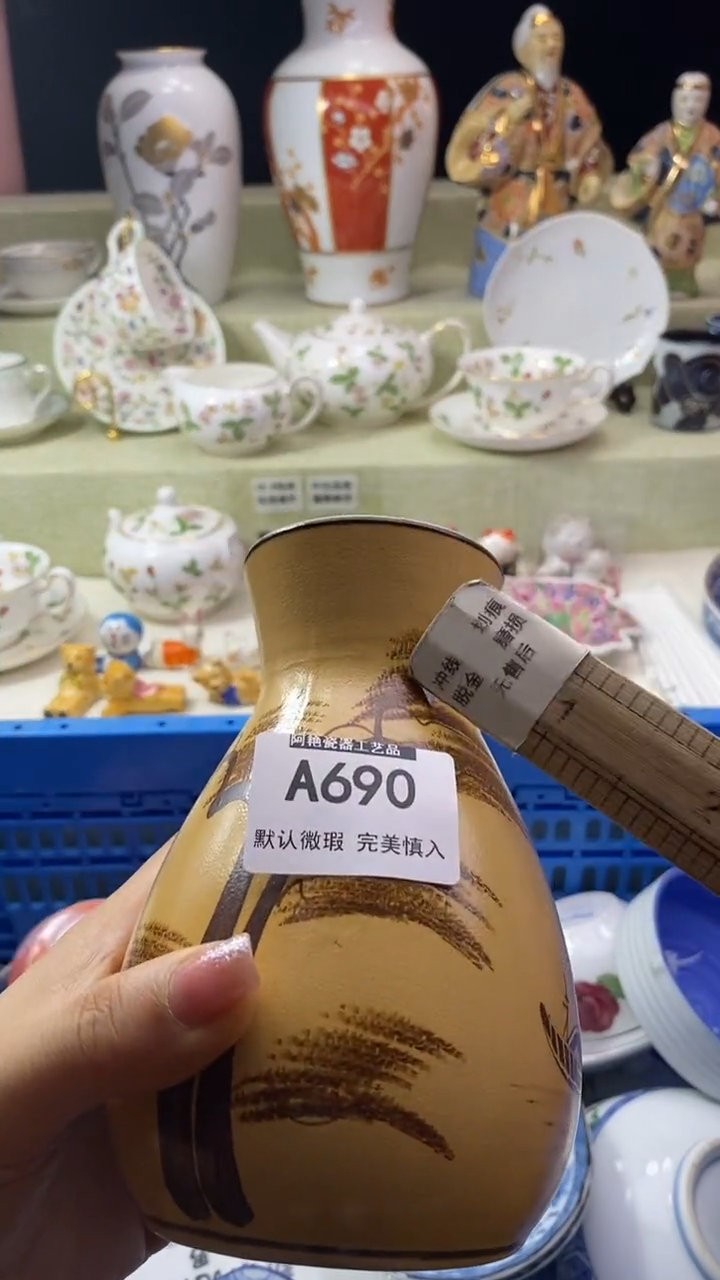 阿艳瓷器工艺品
A690
默认微瑕 完美慎入
划痕
磨损
冲线
脱金
无售后